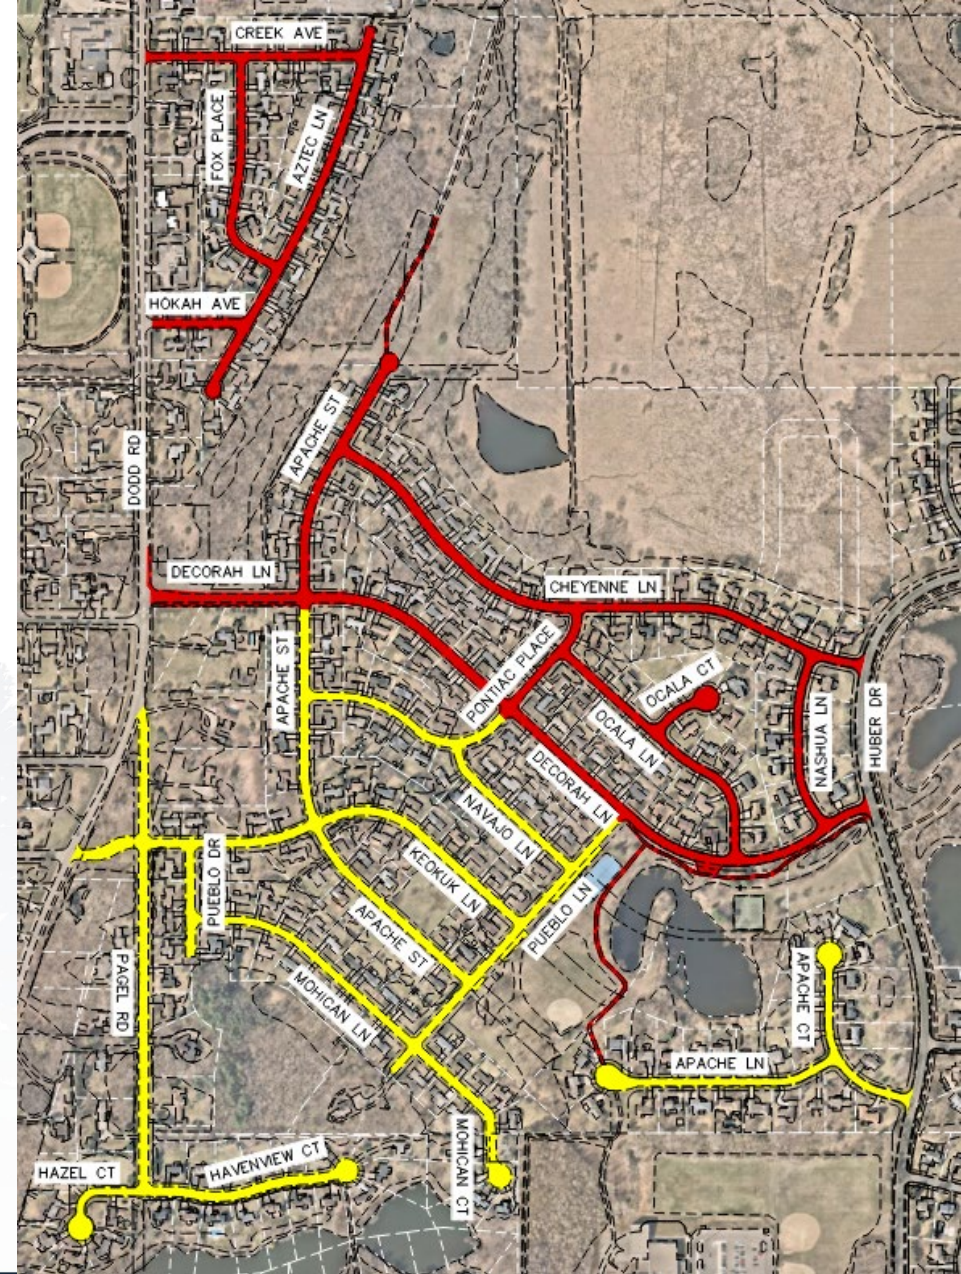 CREEK AVE
FOX PLACE
AZTEC LN
HOKAH AVE
APACHE ST
DODD RD
DECORAH LN
CHEYENNE LN
APACHE ST
PONTIAC PLACE
OCALA CT
OCALA LN
NASHUA LN
HUBER DR
DECORAH LN
NAVAJO LN
KEOKUK LN
PUEBLO DR
PUEBLO LN
APACHE ST
MOHICAN LN
PAGEL RD
APACHE CT
APACHE LN
MOHICAN CT
HAVENVIEW CT
HAZEL CT